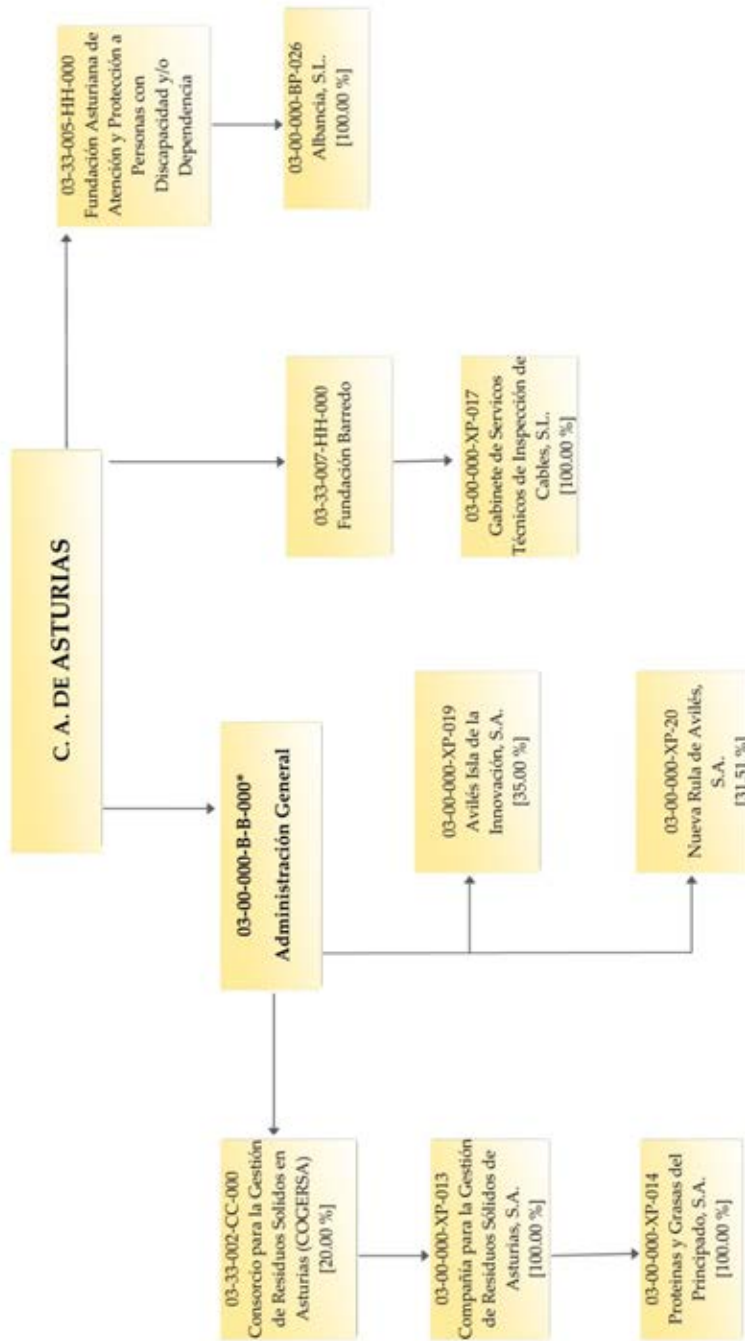 C. A. DE ASTURIAS
03-33-005-HH-000
Fundación Asturiana de
Atención y Protección a
Personas con
Discapacidad y/o
Dependencia
03-00-000-BP-026
Albancia, S.L.
[100.00 %]
03-33-007-HH-000
Fundación Barredo
03-00-000-XP-017
Gabinete de Servicos
Técnicos de Inspección de
Cables, S.L.
[100.00 %]
03-00-000-B-B-000*
Administración General
03-00-000-XP-019
Avilés Isla de la
Innovación, S.A.
[35.00 %]
03-00-000-XP-20
Nueva Rula de Avilés,
S.A.
[31.51 %]
03-33-002-CC-000
Consorcio para la Gestión
de Residuos Solidos en
Asturias (COGERSA)
[20.00 %]
03-00-000-XP-013
Compañía para la Gestión
de Residuos Sólidos de
Asturias, S.A.
[100.00 %]
03-00-000-XP-014
Proteinas y Grasas del
Principado, S.A.
[100.00 %]